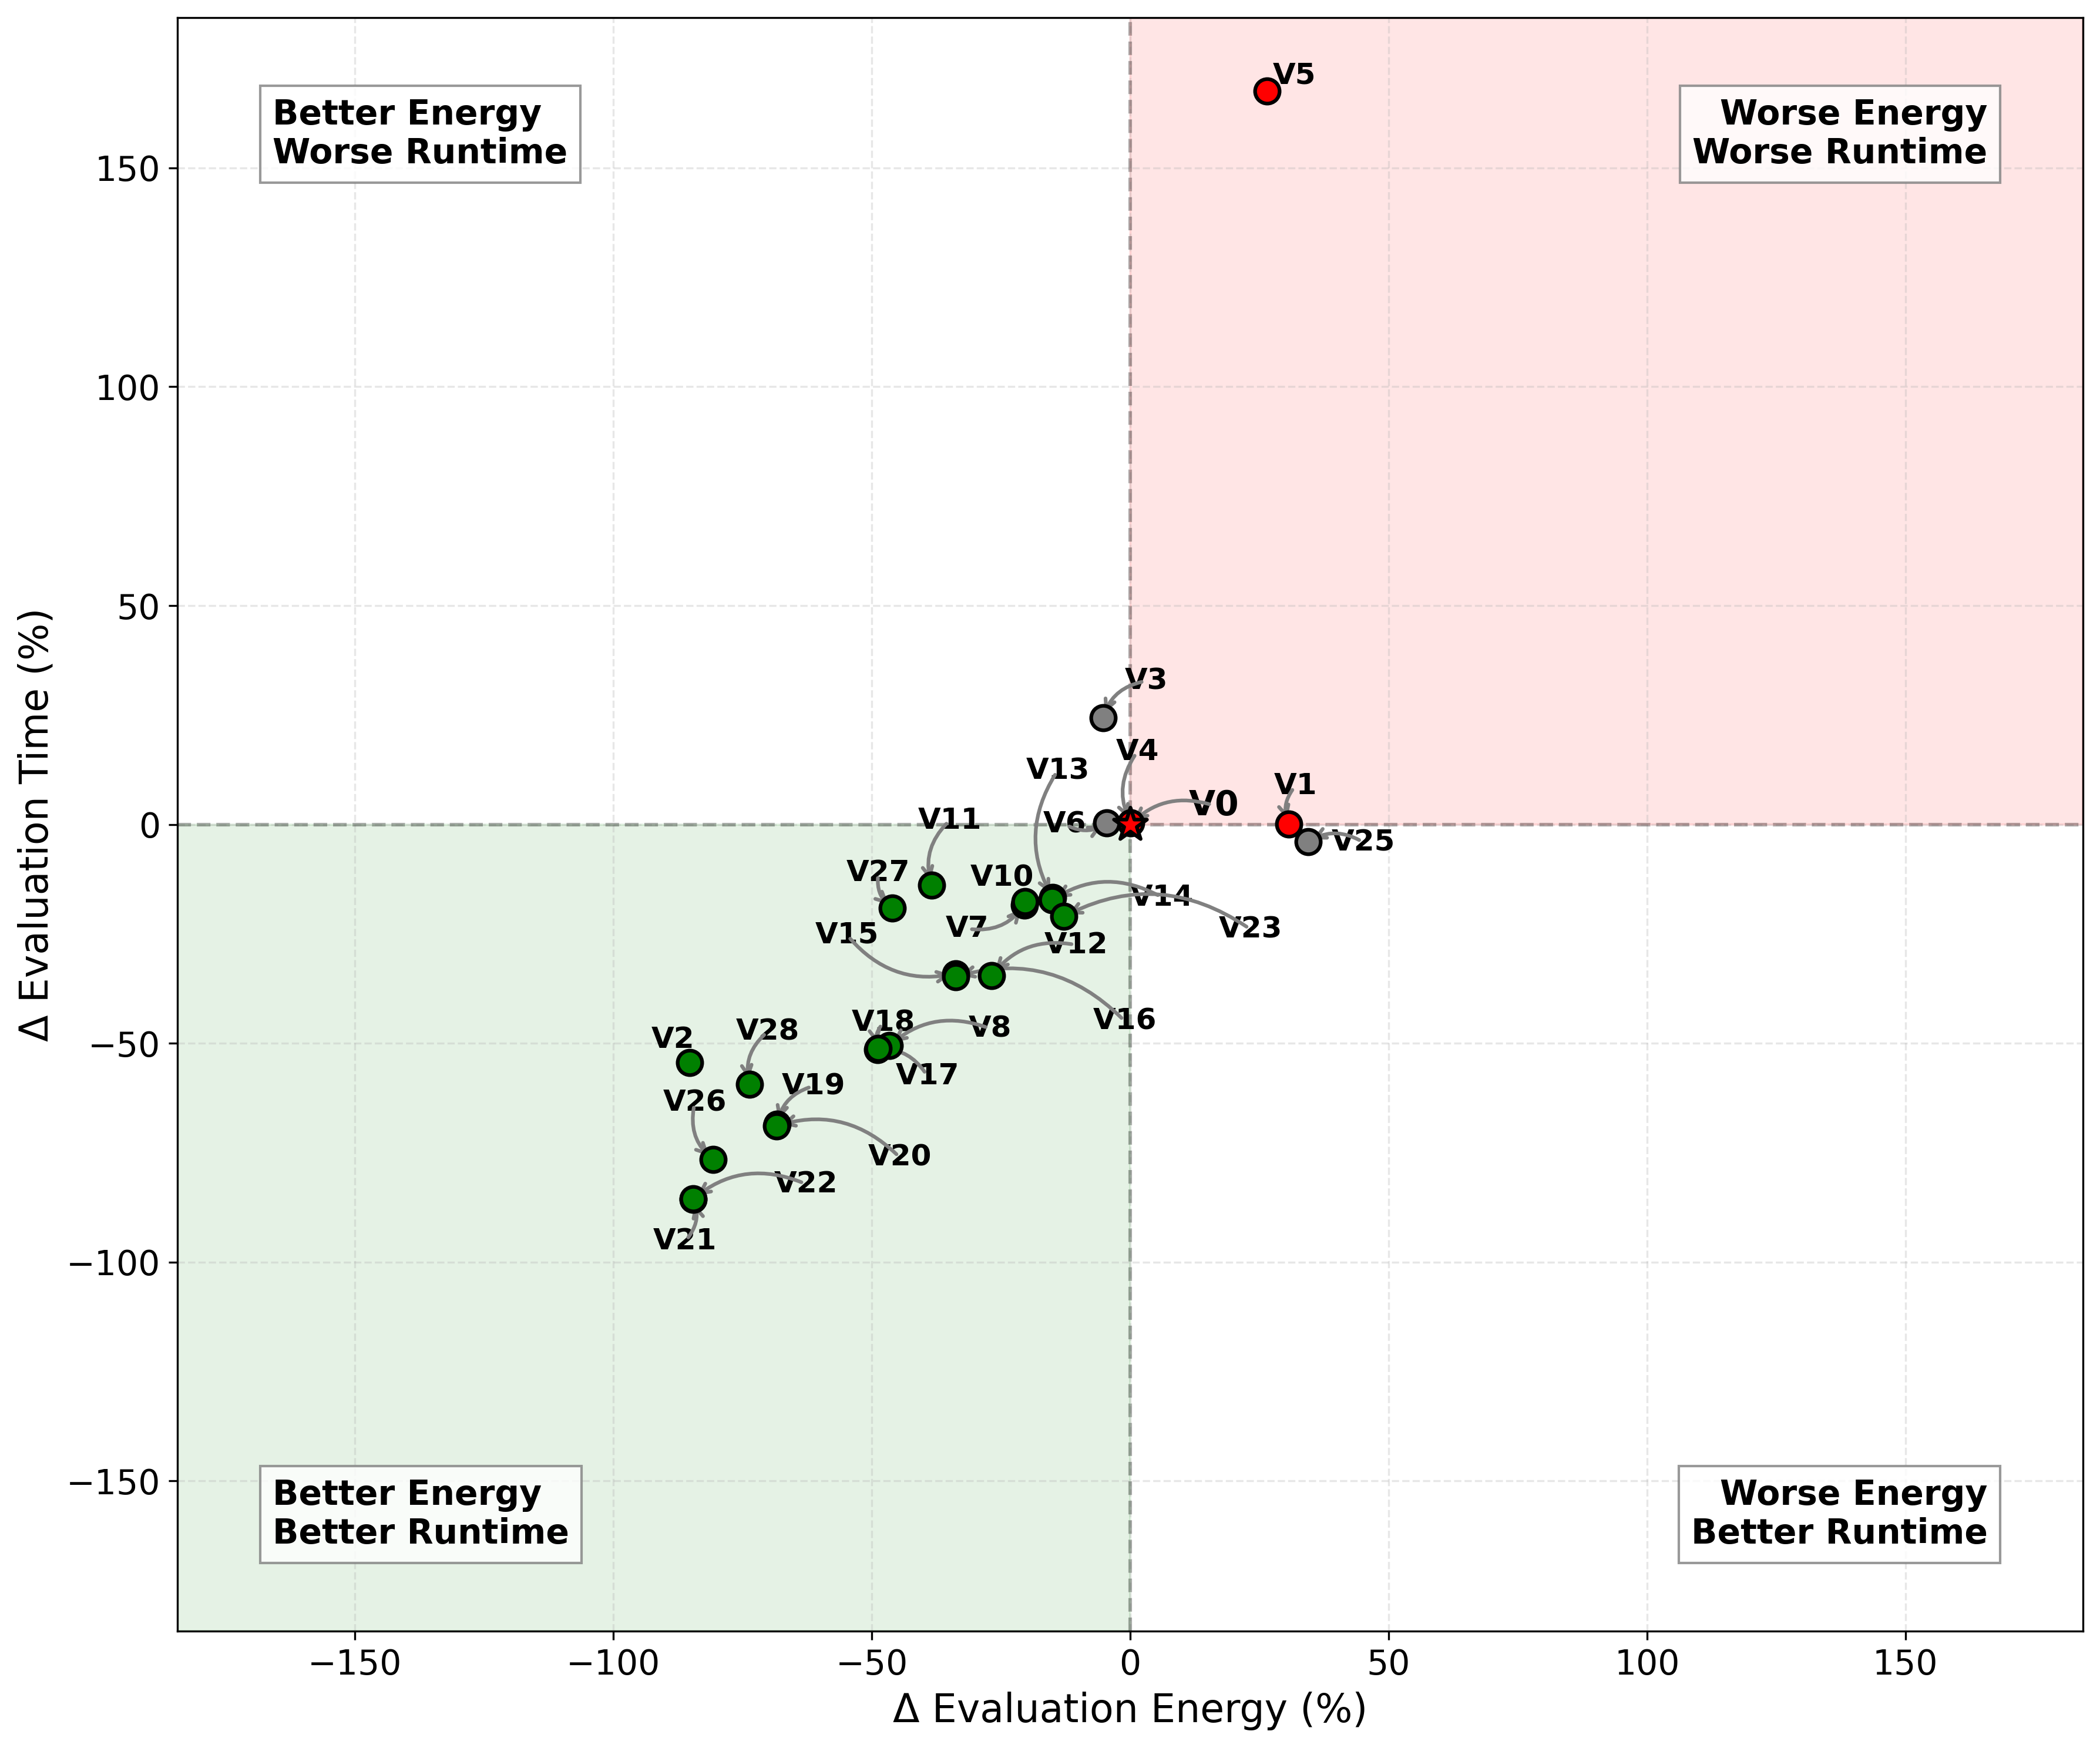 Better Energy
Worse Runtime
Worse Energy
Worse Runtime
V5
V3
V4
V13
V0
V1
V11
V6
V25
V27
V10
V14
V7
V23
V15
V12
V16
V18
V8
V2
V28
V17
V19
V26
V20
V22
V21
Better Energy
Better Runtime
Worse Energy
Better Runtime
150
100
50
0
−50
−100
−150
−150
−100
−50
0
50
100
150
Δ Evaluation Time (%)
Δ Evaluation Energy (%)